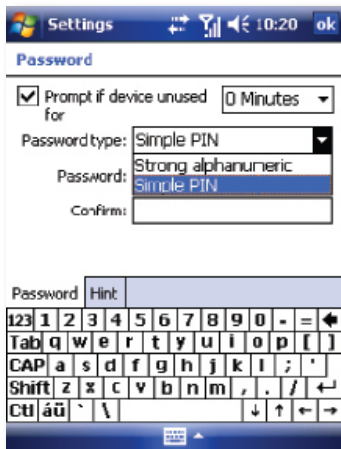 Settings 10:20 ok
Password
Prompt if device unused for 0 Minutes
Password type: Simple PIN
Strong alphanumeric
Password: Simple PIN
Confirm:
Password Hint
123 1 2 3 4 5 6 7 8 9 0 - =
Tab q w e r t y u i o p [ ]
CAP a s d f g h j k l ; '
Shift z x c v b n m , . / ↵
Ctl áü ` \ ↓ ↑ ← →